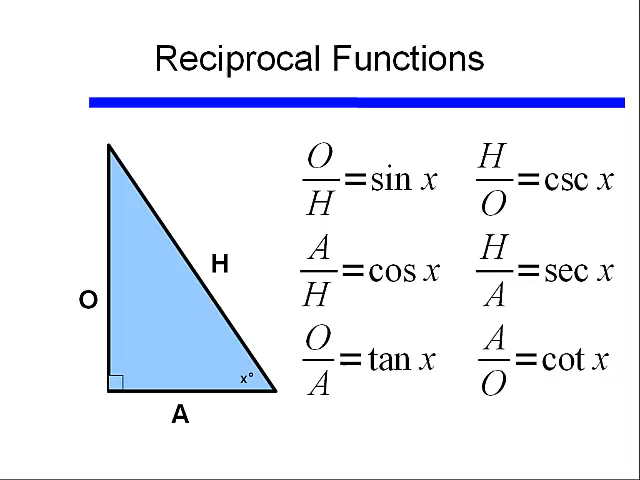 Reciprocal Functions
O/H = sin x
H/O = csc x
A/H = cos x
H/A = sec x
O/A = tan x
A/O = cot x
H
O
x°
A